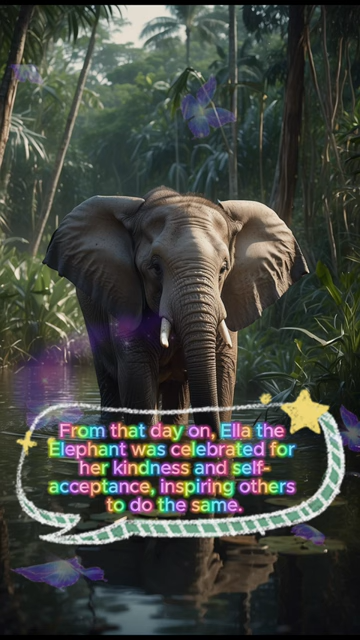 From that day on, Ella the
Elephant was celebrated for
her kindness and self-
acceptance, inspiring others
to do the same.